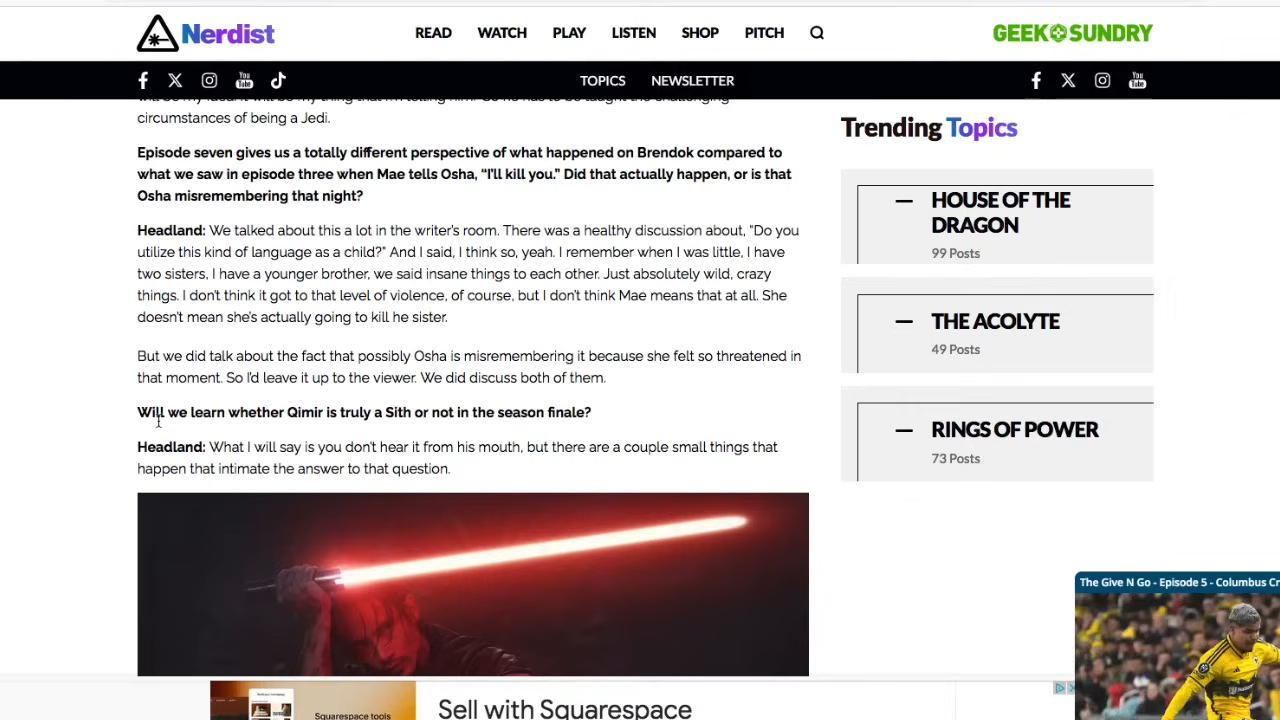 Nerdist
READ WATCH PLAY LISTEN SHOP PITCH
GEEK SUNDRY
TOPICS NEWSLETTER
circumstances of being a Jedi.
Episode seven gives us a totally different perspective of what happened on Brendok compared to
what we saw in episode three when Mae tells Osha, “I’ll kill you.” Did that actually happen, or is that
Osha misremembering that night?
Headland: We talked about this a lot in the writer’s room. There was a healthy discussion about, “Do you
utilize this kind of language as a child?” And I said, I think so, yeah. I remember when I was little, I have
two sisters, I have a younger brother, we said insane things to each other. Just absolutely wild, crazy
things. I don’t think it got to that level of violence, of course, but I don’t think Mae means that at all. She
doesn’t mean she’s actually going to kill he sister.
But we did talk about the fact that possibly Osha is misremembering it because she felt so threatened in
that moment. So I’d leave it up to the viewer. We did discuss both of them.
Will we learn whether Qimir is truly a Sith or not in the season finale?
Headland: What I will say is you don’t hear it from his mouth, but there are a couple small things that
happen that intimate the answer to that question.
Trending Topics
HOUSE OF THE
DRAGON
99 Posts
THE ACOLYTE
49 Posts
RINGS OF POWER
73 Posts
The Give N Go - Episode 5 - Columbus Cr
Squarespace tools
Sell with Squarespace